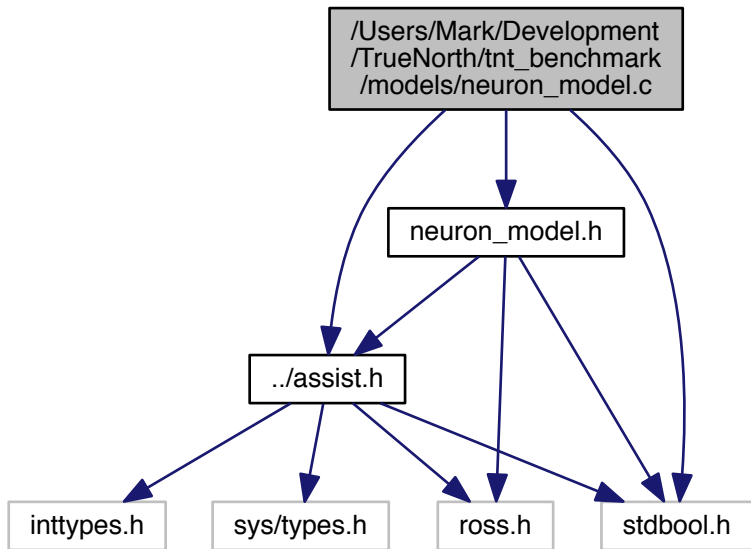 /Users/Mark/Development
/TrueNorth/tnt_benchmark
/models/neuron_model.c
neuron_model.h
../assist.h
inttypes.h
sys/types.h
ross.h
stdbool.h